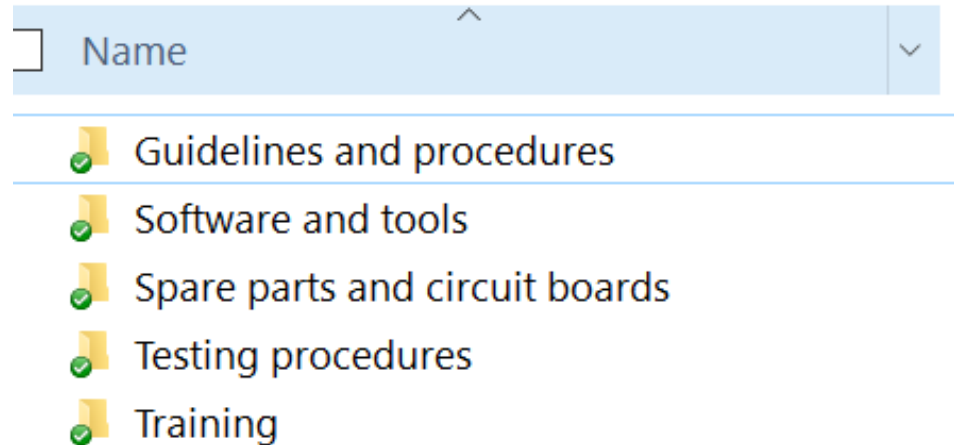 Name
Guidelines and procedures
Software and tools
Spare parts and circuit boards
Testing procedures
Training